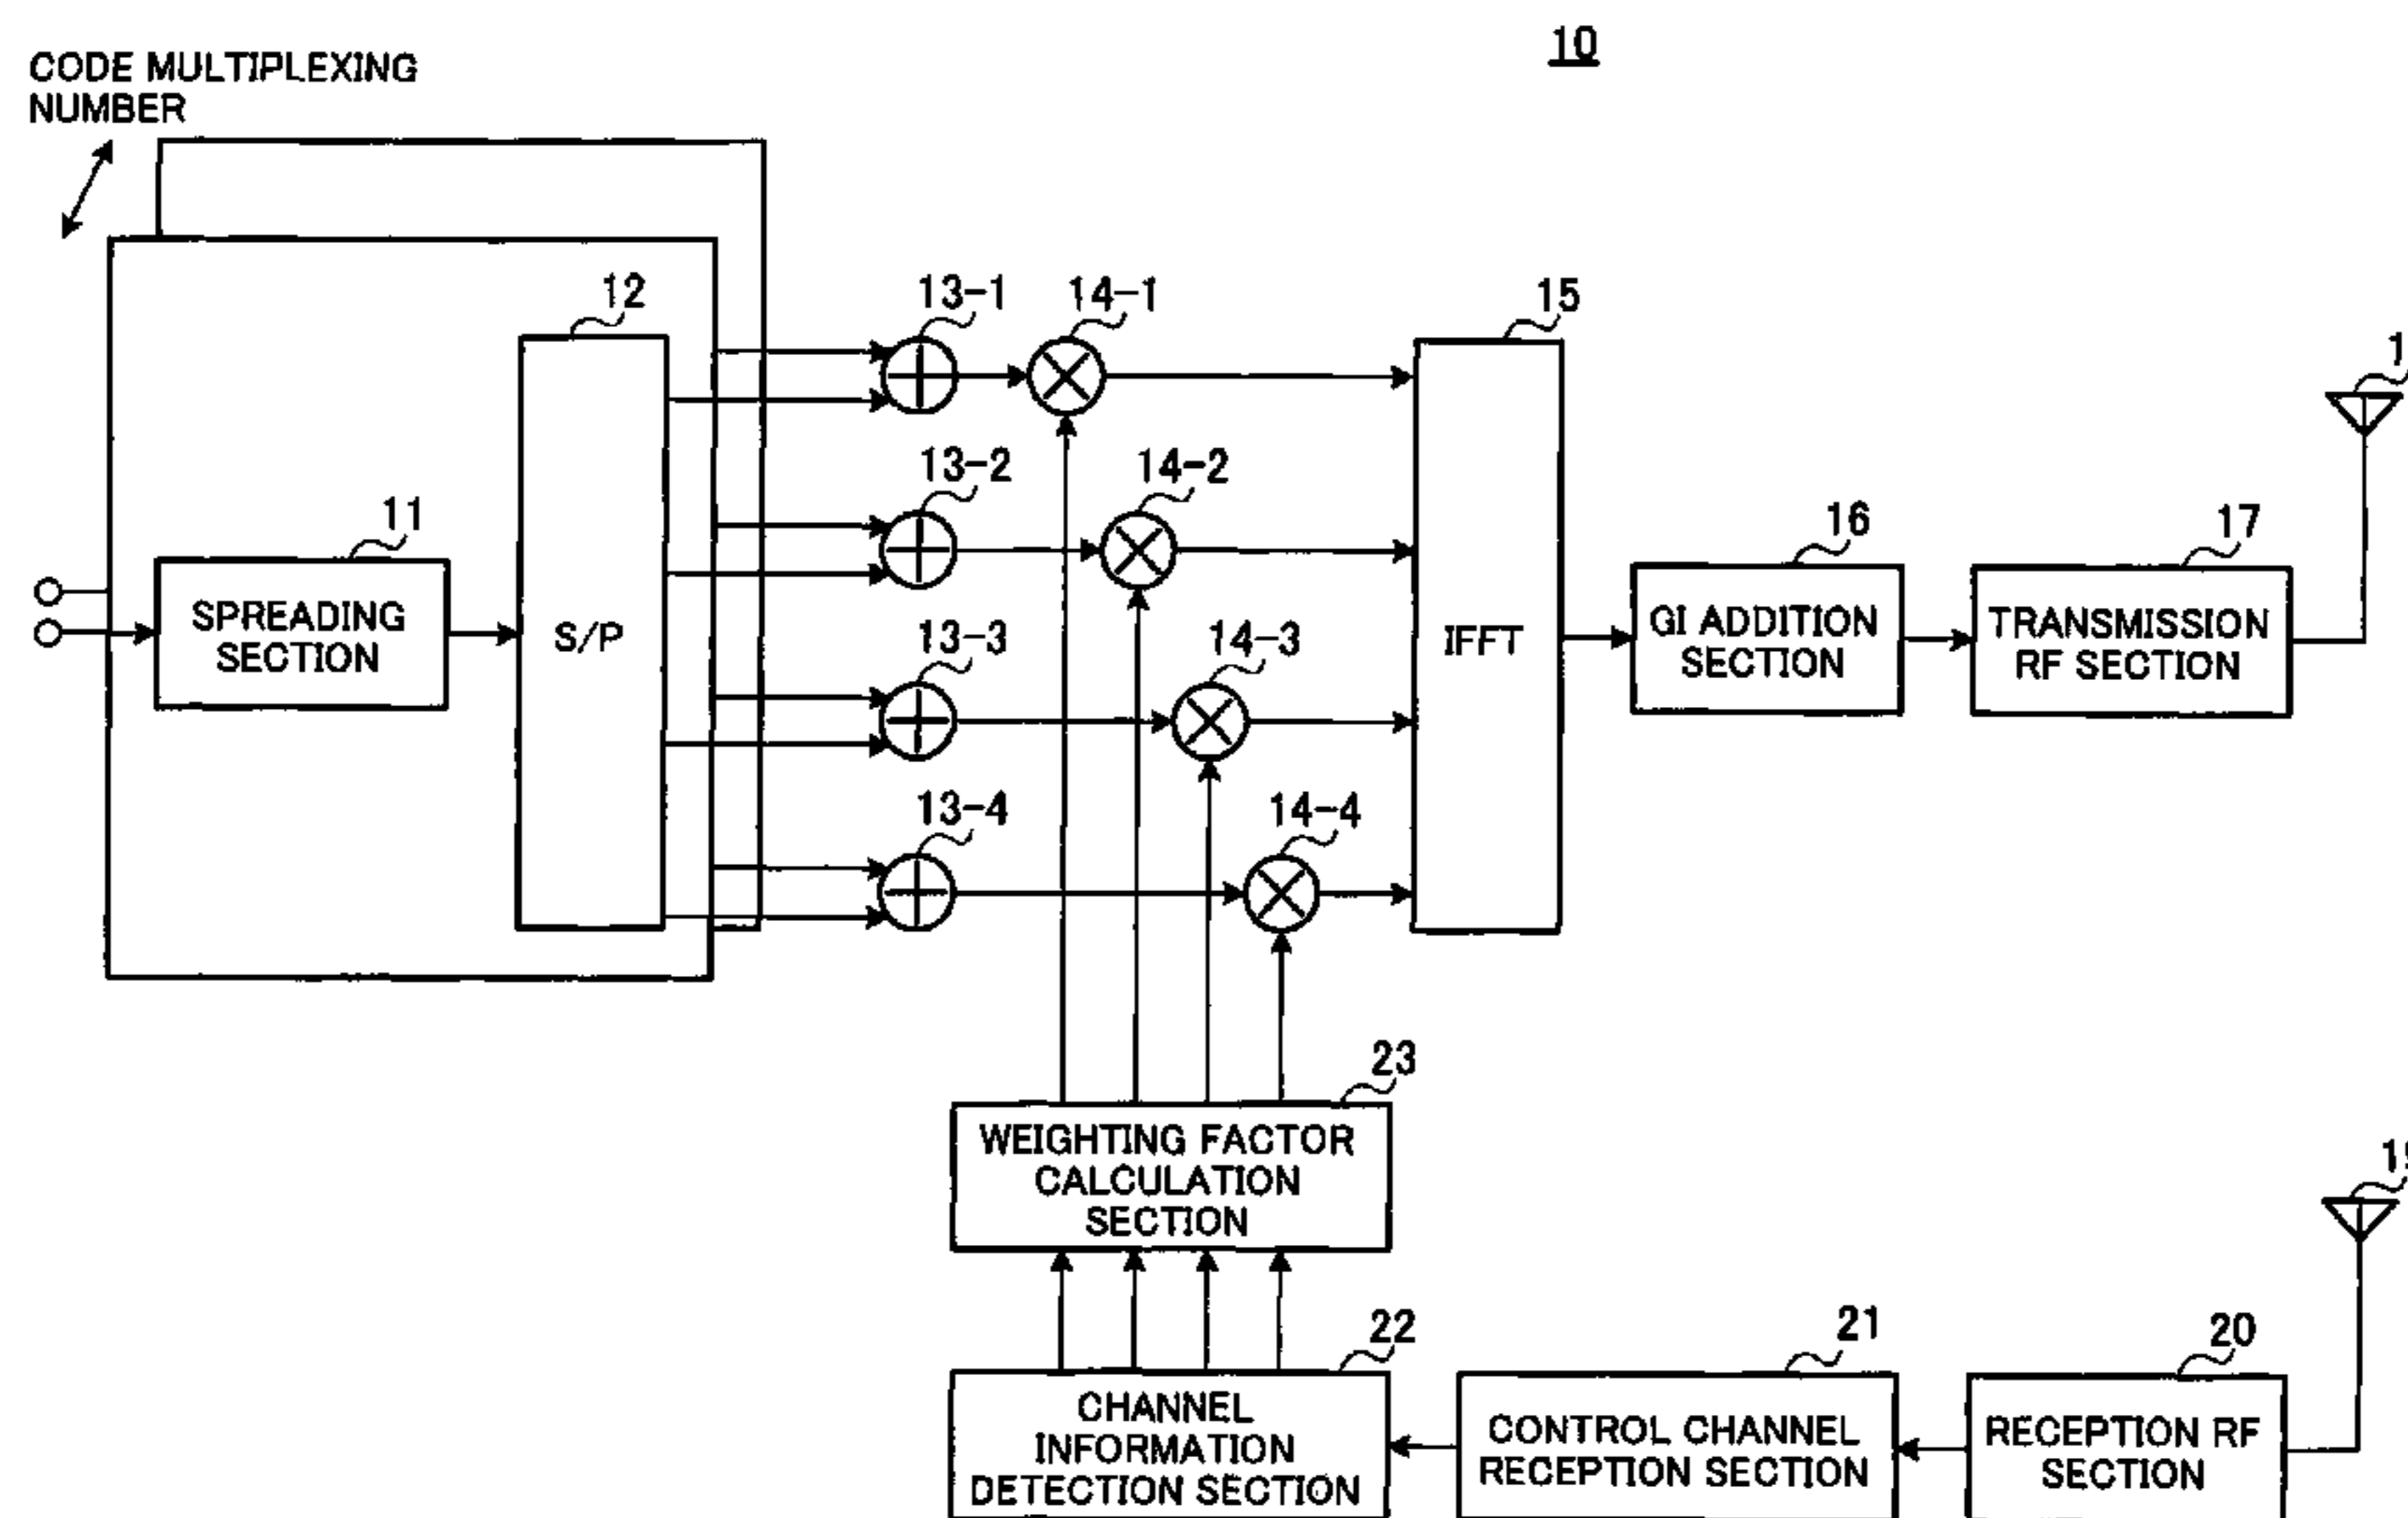 10
CODE MULTIPLEXING
NUMBER
12
13-1
14-1
15
13-2
14-2
11
16
17
SPREADING
SECTION
S/P
13-3
14-3
IFFT
GI ADDITION
SECTION
TRANSMISSION
RF SECTION
13-4
14-4
23
WEIGHTING FACTOR
CALCULATION
SECTION
22
21
20
CHANNEL
INFORMATION
DETECTION SECTION
CONTROL CHANNEL
RECEPTION SECTION
RECEPTION RF
SECTION